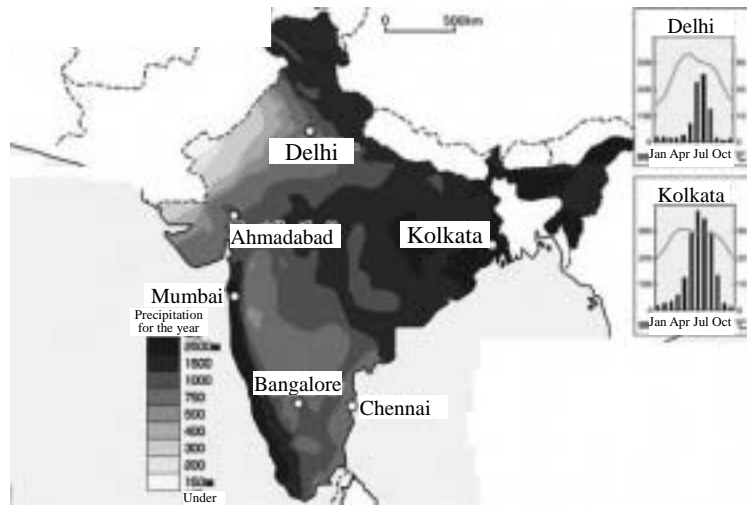 0 500km
Delhi
Jan Apr Jul Oct
Kolkata
Jan Apr Jul Oct
Delhi
Ahmadabad
Kolkata
Mumbai
Precipitation
for the year
1500
1000
750
500
400
300
200
Under
Bangalore
Chennai